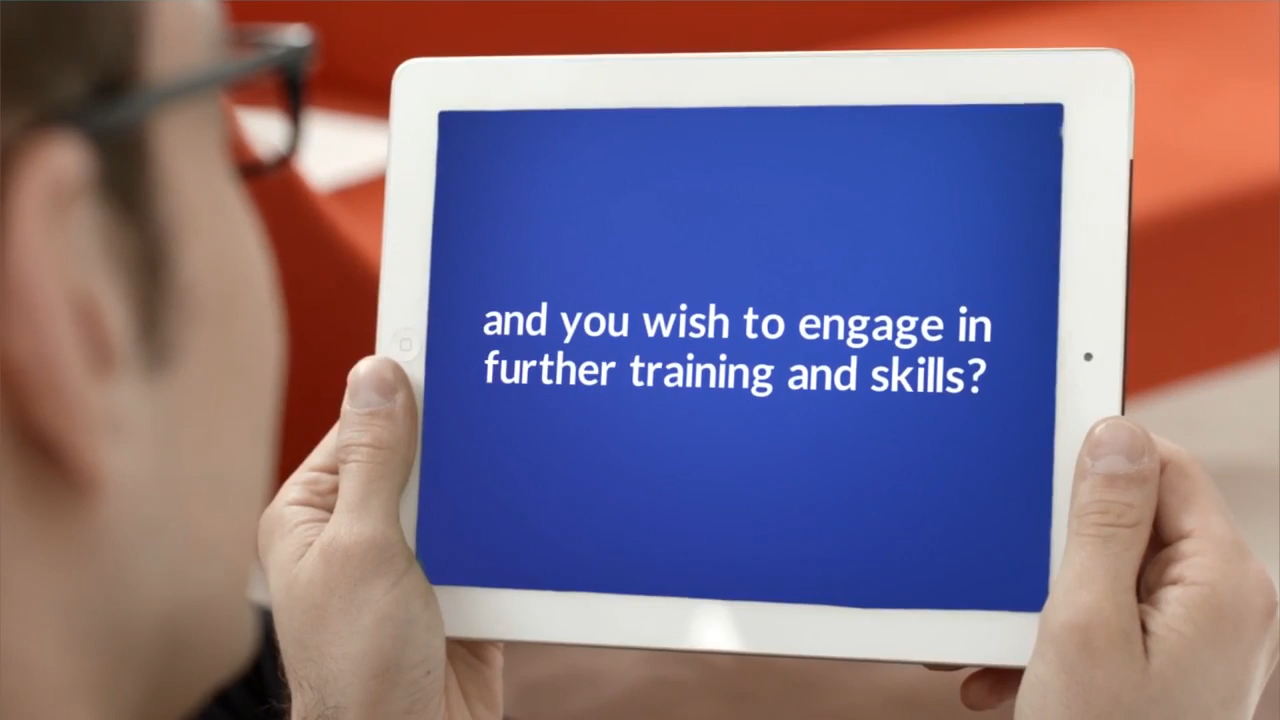 and you wish to engage in
further training and skills?